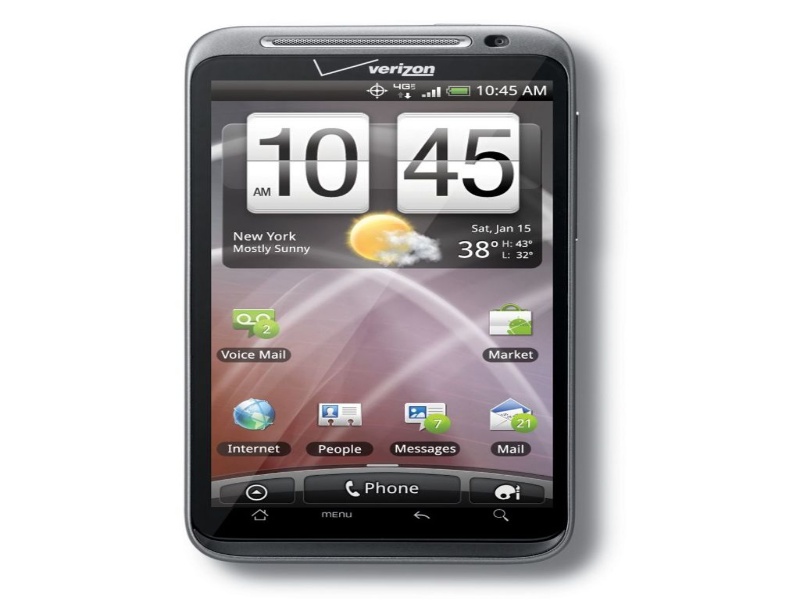 verizon
4G 10:45 AM
AM 10 45
New York
Mostly Sunny
Sat, Jan 15
38° H: 43°
L: 32°
2
Voice Mail Market
7 21
Internet People Messages Mail
Phone
MENU